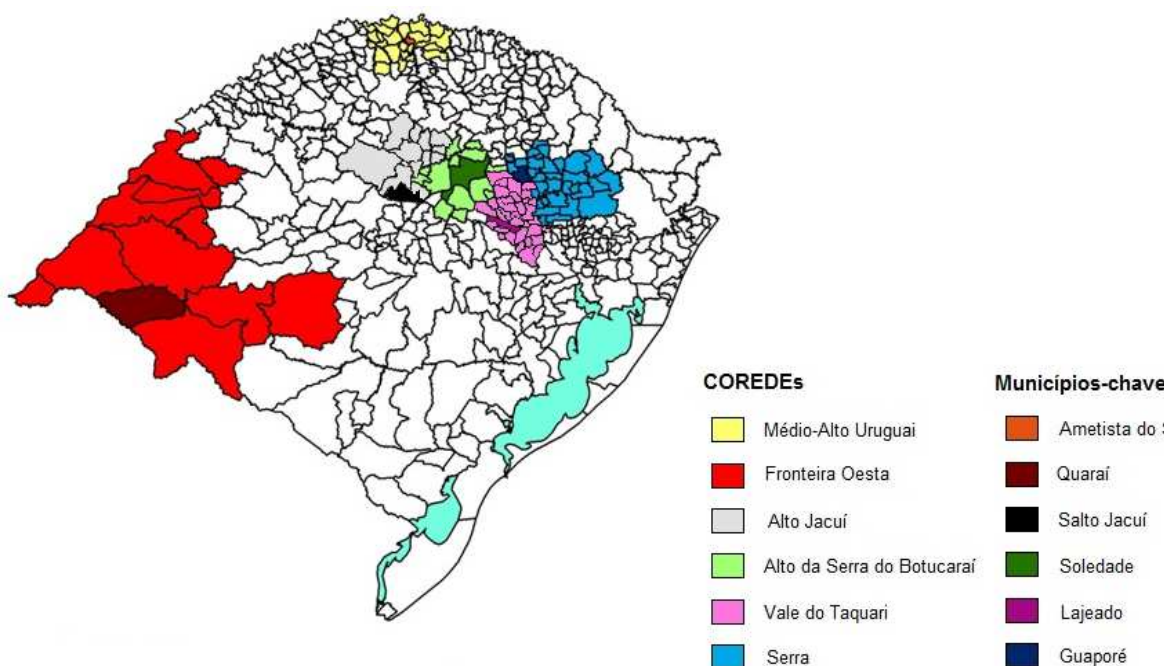 COREDEs
Médio-Alto Uruguai
Fronteira Oesta
Alto Jacuí
Alto da Serra do Botucaraí
Vale do Taquari
Serra
Municípios-chave
Ametista do
Quaraí
Salto Jacuí
Soledade
Lajeado
Guaporé